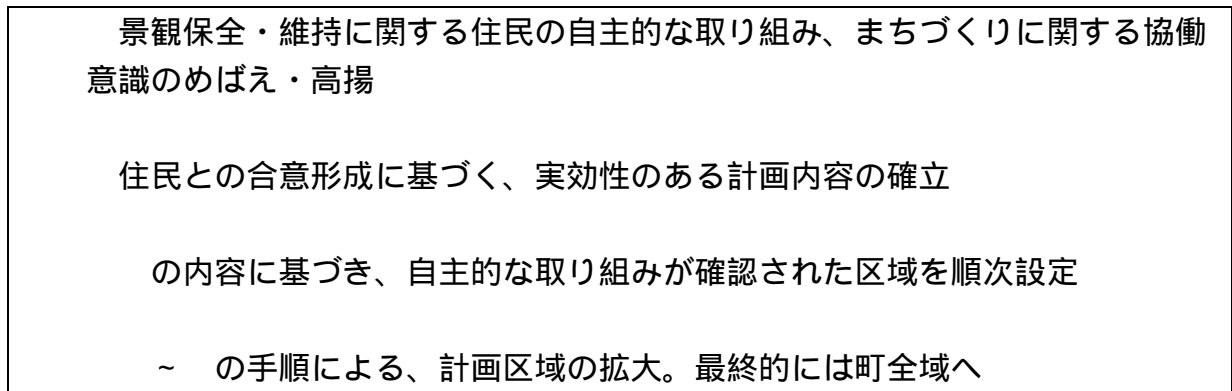 景観保全・維持に関する住民の自主的な取り組み、まちづくりに関する協働
意識のめばえ・高揚
住民との合意形成に基づく、実効性のある計画内容の確立
の内容に基づき、自主的な取り組みが確認された区域を順次設定
~ の手順による、計画区域の拡大。最終的には町全域へ